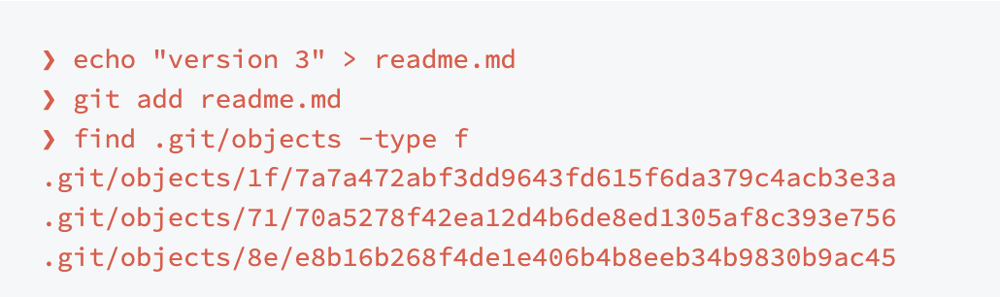 ❯ echo "version 3" > readme.md
❯ git add readme.md
❯ find .git/objects -type f
.git/objects/1f/7a7a472abf3dd9643fd615f6da379c4acb3e3a
.git/objects/71/70a5278f42ea12d4b6de8ed1305af8c393e756
.git/objects/8e/e8b16b268f4de1e406b4b8eeb34b9830b9ac45